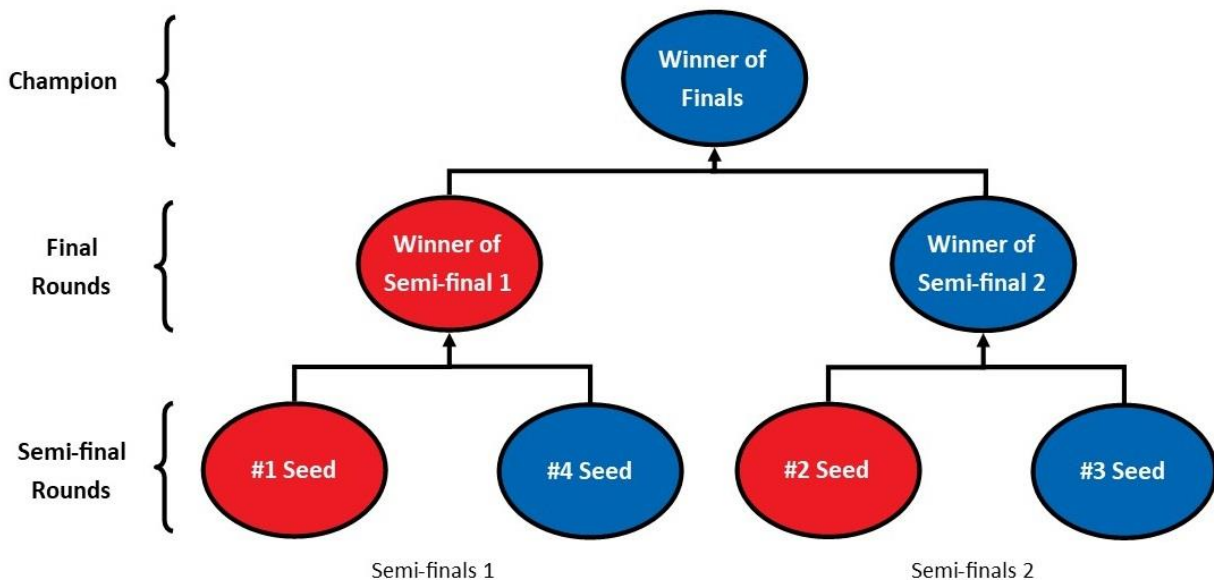 Champion
Winner of
Finals
Final
Rounds
Winner of
Semi-final 1
Winner of
Semi-final 2
Semi-final
Rounds
#1 Seed
#4 Seed
#2 Seed
#3 Seed
Semi-finals 1
Semi-finals 2